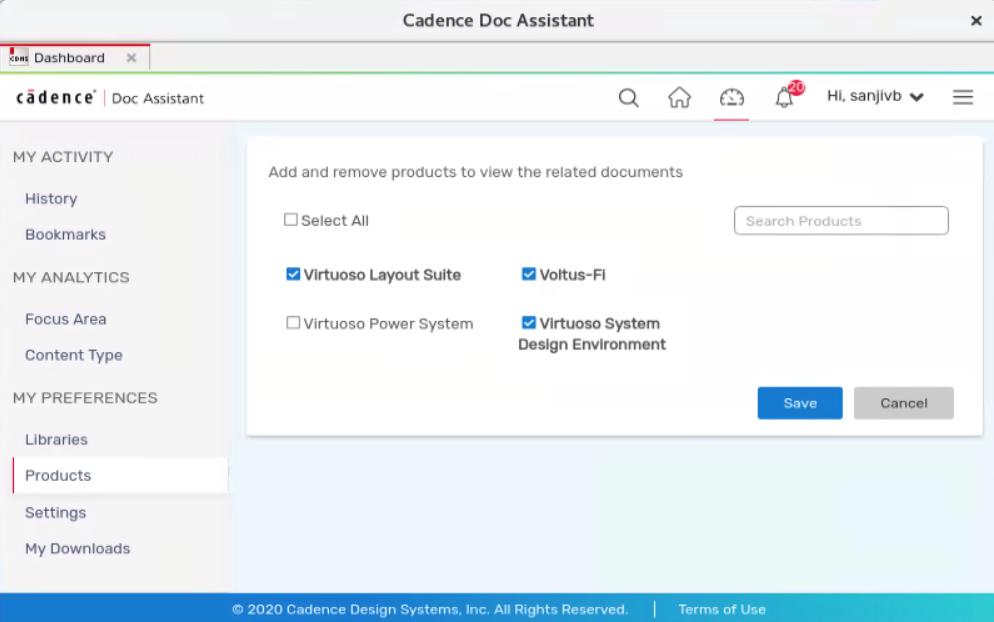 Cadence Doc Assistant
Dashboard
cādence Doc Assistant
20
Hi, sanjivb
MY ACTIVITY
History
Bookmarks
MY ANALYTICS
Focus Area
Content Type
MY PREFERENCES
Libraries
Products
Settings
My Downloads
Add and remove products to view the related documents
Select All
Search Products
Virtuoso Layout Suite
Voltus-Fi
Virtuoso Power System
Virtuoso System
Design Environment
Save
Cancel
© 2020 Cadence Design Systems, Inc. All Rights Reserved. | Terms of Use